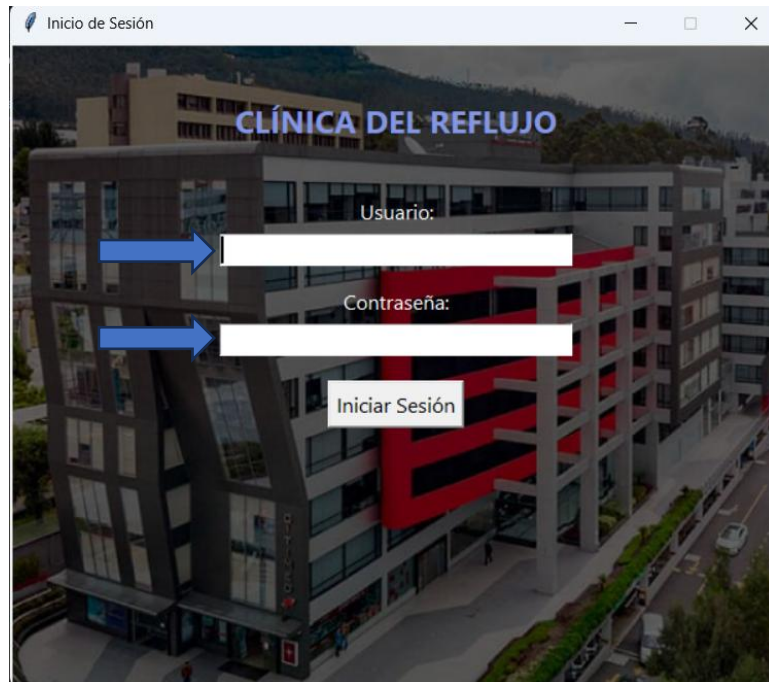 Inicio de Sesión
CLÍNICA DEL REFLUJO
Usuario:
Contraseña:
Iniciar Sesión